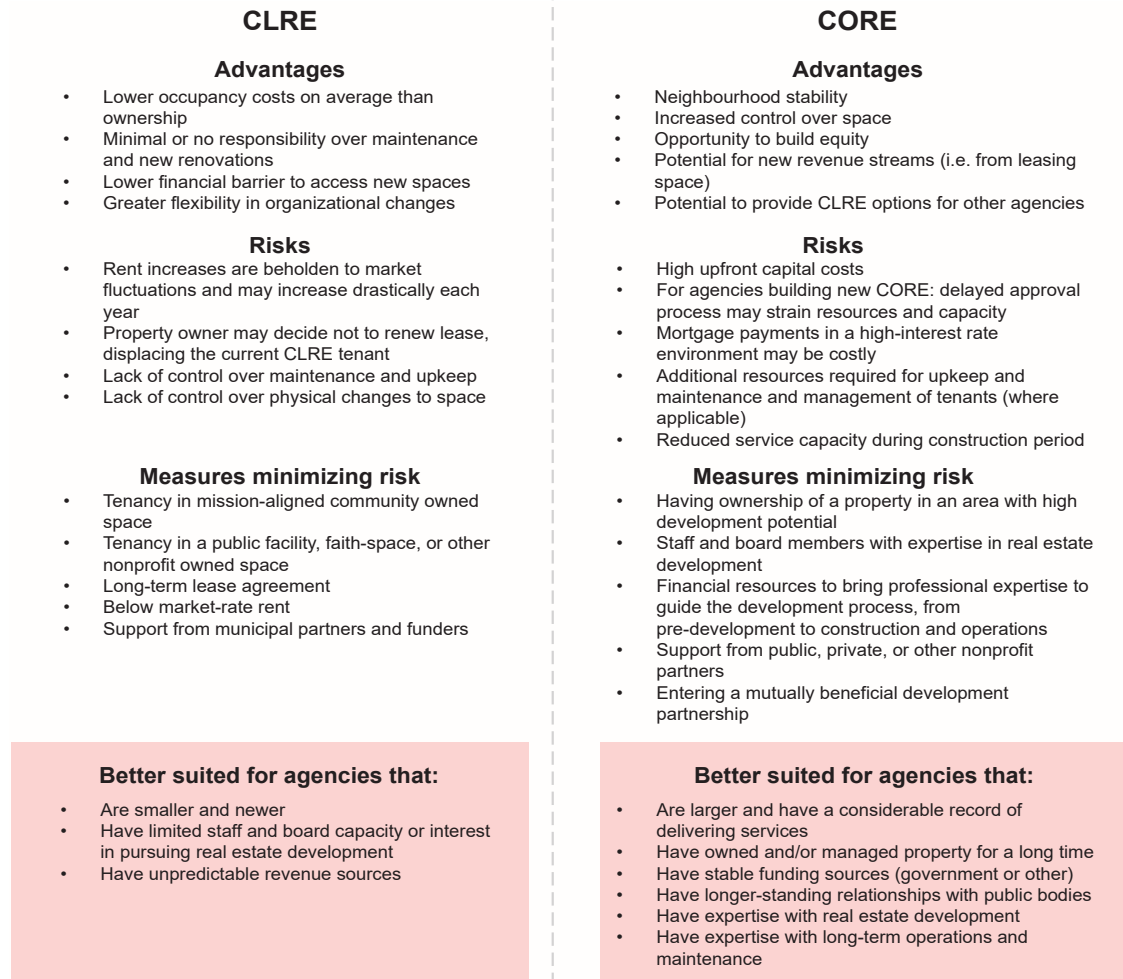 CLRE
Advantages
• Lower occupancy costs on average than
ownership
• Minimal or no responsibility over maintenance
and new renovations
• Lower financial barrier to access new spaces
• Greater flexibility in organizational changes
Risks
• Rent increases are beholden to market
fluctuations and may increase drastically each
year
• Property owner may decide not to renew lease,
displacing the current CLRE tenant
• Lack of control over maintenance and upkeep
• Lack of control over physical changes to space
Measures minimizing risk
• Tenancy in mission-aligned community owned
space
• Tenancy in a public facility, faith-space, or other
nonprofit owned space
• Long-term lease agreement
• Below market-rate rent
• Support from municipal partners and funders
Better suited for agencies that:
• Are smaller and newer
• Have limited staff and board capacity or interest
in pursuing real estate development
• Have unpredictable revenue sources
CORE
Advantages
• Neighbourhood stability
• Increased control over space
• Opportunity to build equity
• Potential for new revenue streams (i.e. from leasing
space)
• Potential to provide CLRE options for other agencies
Risks
• High upfront capital costs
• For agencies building new CORE: delayed approval
process may strain resources and capacity
• Mortgage payments in a high-interest rate
environment may be costly
• Additional resources required for upkeep and
maintenance and management of tenants (where
applicable)
• Reduced service capacity during construction period
Measures minimizing risk
• Having ownership of a property in an area with high
development potential
• Staff and board members with expertise in real estate
development
• Financial resources to bring professional expertise to
guide the development process, from
pre-development to construction and operations
• Support from public, private, or other nonprofit
partners
• Entering a mutually beneficial development
partnership
Better suited for agencies that:
• Are larger and have a considerable record of
delivering services
• Have owned and/or managed property for a long time
• Have stable funding sources (government or other)
• Have longer-standing relationships with public bodies
• Have expertise with real estate development
• Have expertise with long-term operations and
maintenance